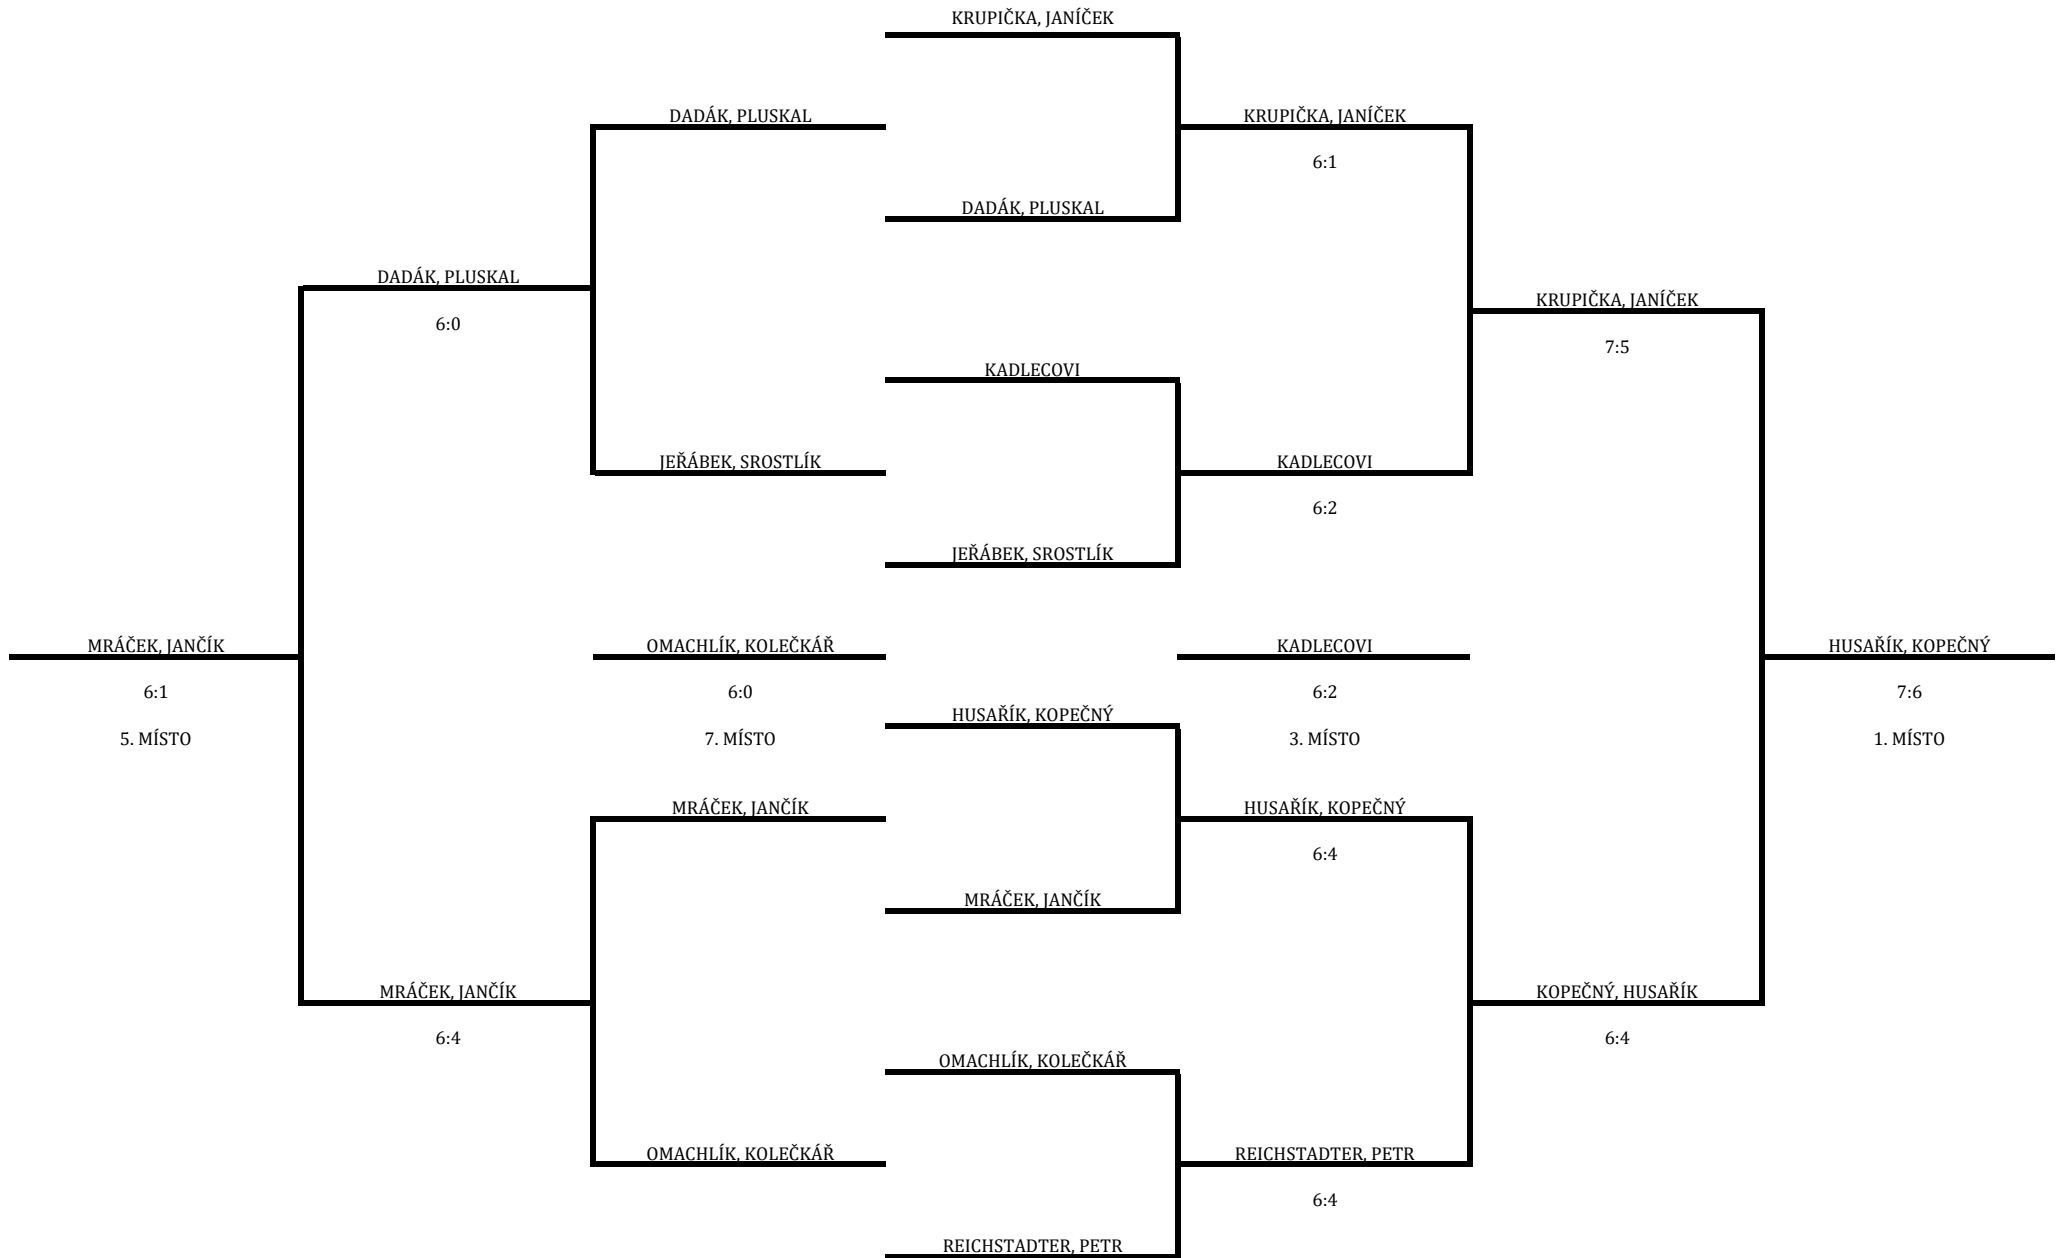 KRUPIČKA, JANÍČEK
DADÁK, PLUSKAL
KRUPIČKA, JANÍČEK
6:1
DADÁK, PLUSKAL
DADÁK, PLUSKAL
6:0
KRUPIČKA, JANÍČEK
7:5
KADLECOVI
JEŘÁBEK, SROSTLÍK
KADLECOVI
6:2
JEŘÁBEK, SROSTLÍK
MRÁČEK, JANČÍK
OMACHLÍK, KOLEČKÁŘ
KADLECOVI
HUSAŘÍK, KOPEČNÝ
6:1
6:0
6:2
7:6
HUSAŘÍK, KOPEČNÝ
5. MÍSTO
7. MÍSTO
3. MÍSTO
1. MÍSTO
MRÁČEK, JANČÍK
HUSAŘÍK, KOPEČNÝ
6:4
MRÁČEK, JANČÍK
MRÁČEK, JANČÍK
KOPEČNÝ, HUSAŘÍK
6:4
6:4
OMACHLÍK, KOLEČKÁŘ
OMACHLÍK, KOLEČKÁŘ
REICHSTADTER, PETR
6:4
REICHSTADTER, PETR